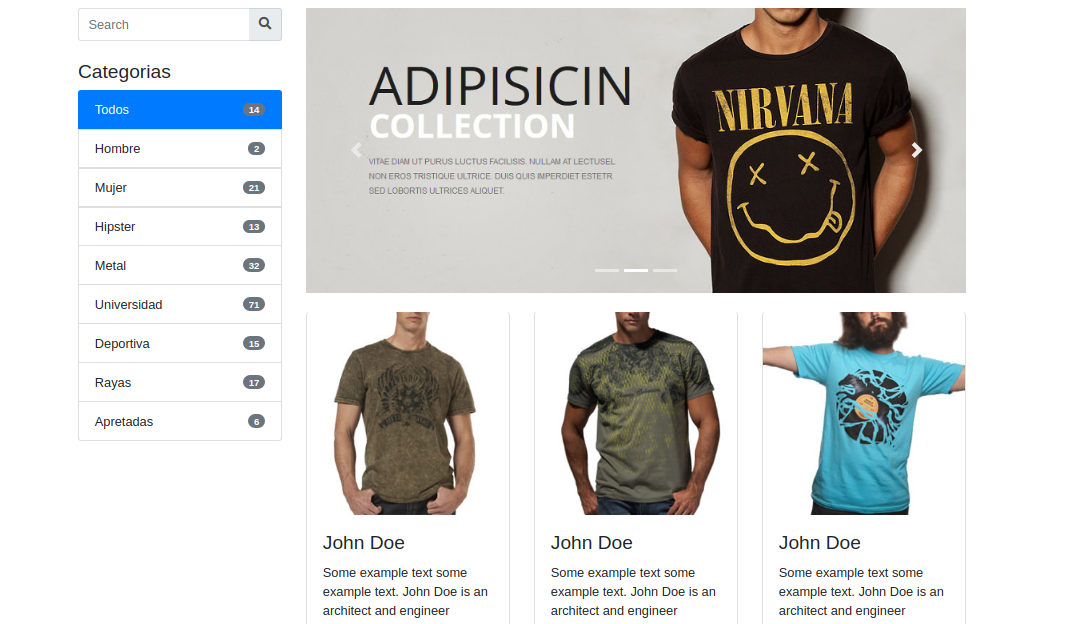 Search
Categorias
Todos 14
Hombre 2
Mujer 21
Hipster 13
Metal 32
Universidad 71
Deportiva 15
Rayas 17
Apretadas 6
ADIPISICIN
COLLECTION
VITAE DIAM UT PURUS LUCTUS FACILISIS. NULLAM AT LECTUSEL
NON EROS TRISTIQUE ULTRICE. DUIS QUIS IMPERDIET ESTETR
SED LOBORTIS ULTRICES ALIQUET.
NIRVANA
John Doe
Some example text some
example text. John Doe is an
architect and engineer
John Doe
Some example text some
example text. John Doe is an
architect and engineer
John Doe
Some example text some
example text. John Doe is an
architect and engineer